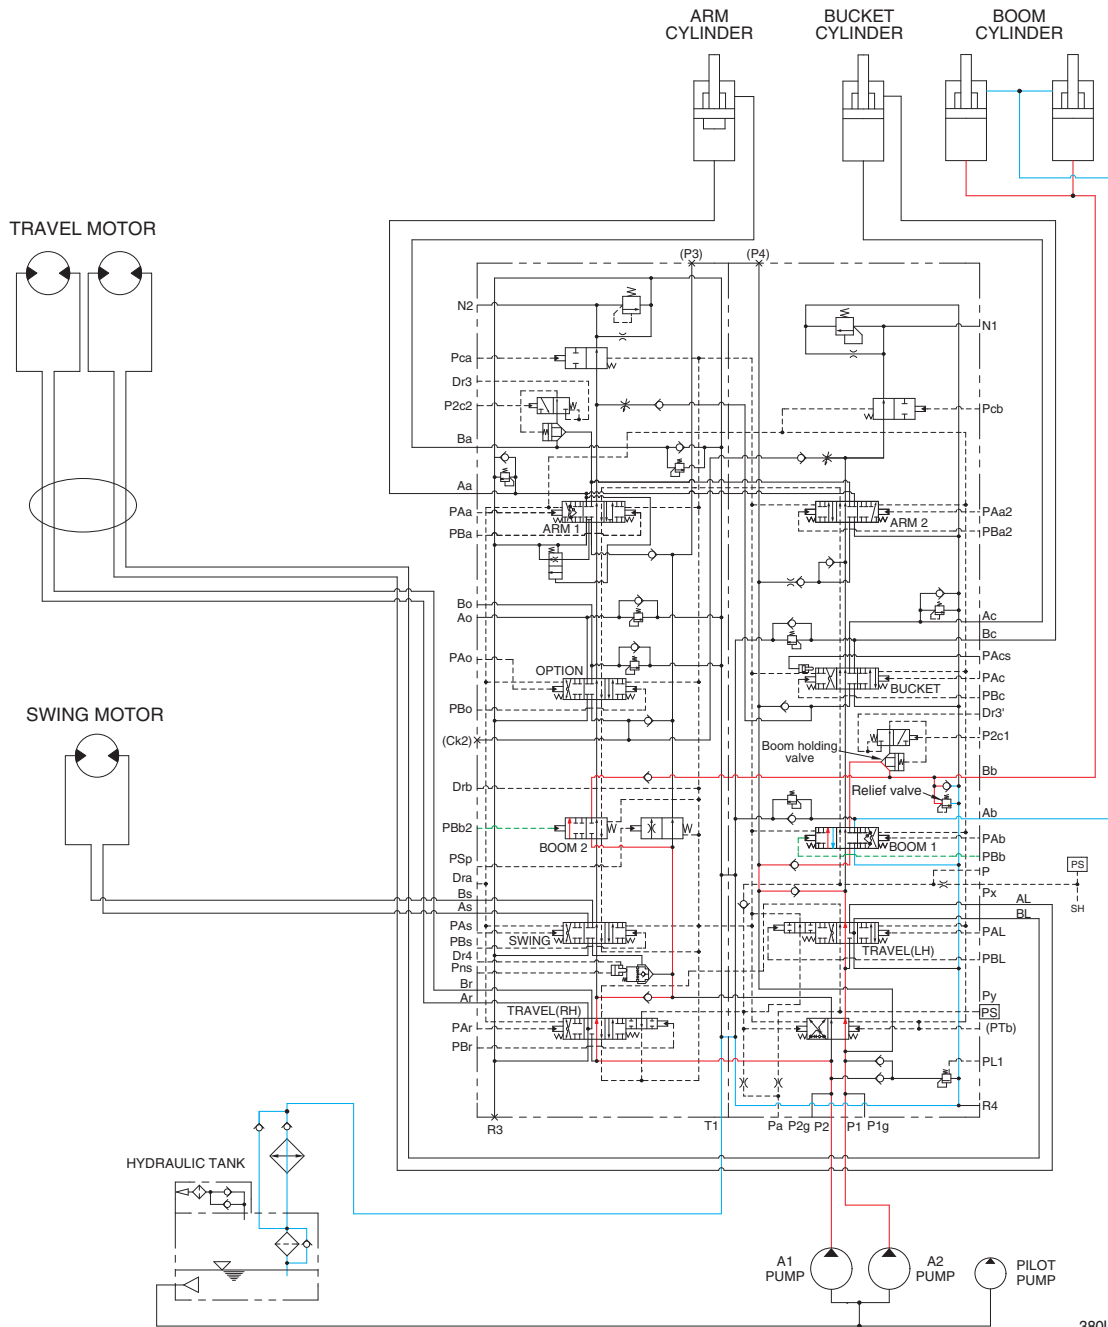 ARM
CYLINDER
BUCKET
CYLINDER
BOOM
CYLINDER
TRAVEL MOTOR
(P3)
(P4)
N2
N1
Pca
Dr3
P2c2
Pcb
Ba
Aa
PAa
ARM 1
PBa
ARM 2
PAa2
PBa2
Bo
Ao
Ac
Bc
PAo
OPTION
PAcs
PAc
BUCKET
PBo
PBc
Dr3'
SWING MOTOR
(Ck2)
Boom holding
valve
P2c1
Bb
Drb
Relief valve
Ab
PBb2
BOOM 2
BOOM 1
PAb
PBb
PSp
Dra
P
PS
Bs
As
Px
AL
BL
SH
PAs
PBs
SWING
PAL
TRAVEL(LH)
Dr4
Pns
PBL
Br
Ar
Py
TRAVEL(RH)
PS
PAr
(PTb)
PBr
PL1
R4
R3
T1
Pa
P2g
P2
P1
P1g
HYDRAULIC TANK
A1
PUMP
A2
PUMP
PILOT
PUMP